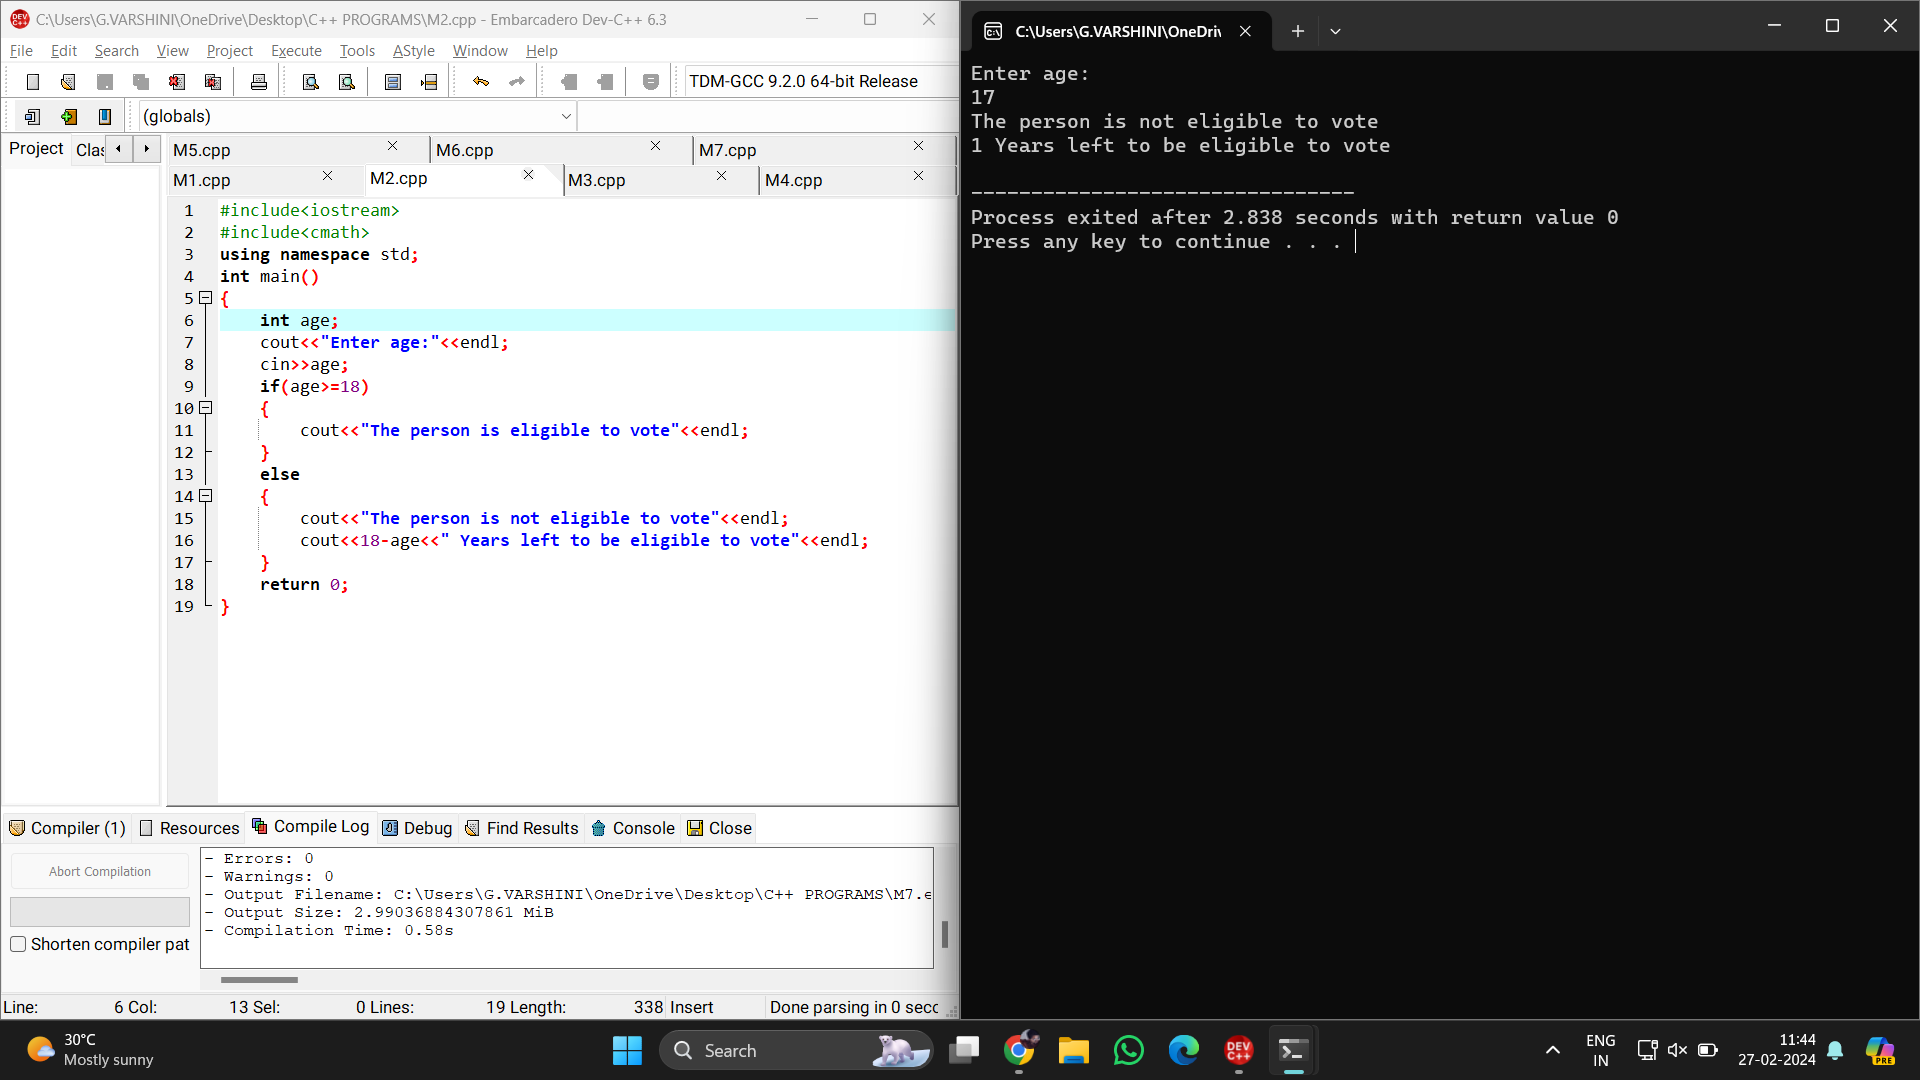 C:\Users\G.VARSHINI\OneDrive\Desktop\C++ PROGRAMS\M2.cpp - Embarcadero Dev-C++ 6.3
File Edit Search View Project Execute Tools AStyle Window Help
TDM-GCC 9.2.0 64-bit Release
(globals)
Project Clas
M5.cpp M6.cpp M7.cpp
M1.cpp M2.cpp M3.cpp M4.cpp
1 #include<iostream>
2 #include<cmath>
3 using namespace std;
4 int main()
5 {
6 int age;
7 cout<<"Enter age:"<<endl;
8 cin>>age;
9 if(age>=18)
10 {
11 cout<<"The person is eligible to vote"<<endl;
12 }
13 else
14 {
15 cout<<"The person is not eligible to vote"<<endl;
16 cout<<18-age<<" Years left to be eligible to vote"<<endl;
17 }
18 return 0;
19 }
Compiler (1) Resources Compile Log Debug Find Results Console Close
Abort Compilation
Shorten compiler pat
- Errors: 0
- Warnings: 0
- Output Filename: C:\Users\G.VARSHINI\OneDrive\Desktop\C++ PROGRAMS\M7.e
- Output Size: 2.99036884307861 MiB
- Compilation Time: 0.58s
Line: 6 Col: 13 Sel: 0 Lines: 19 Length: 338 Insert Done parsing in 0 sec
C:\Users\G.VARSHINI\OneDriv
Enter age:
17
The person is not eligible to vote
1 Years left to be eligible to vote
--------------------------------
Process exited after 2.838 seconds with return value 0
Press any key to continue . . .
30°C
Mostly sunny
Search
DEV
C++
ENG
IN
11:44
27-02-2024
PRE